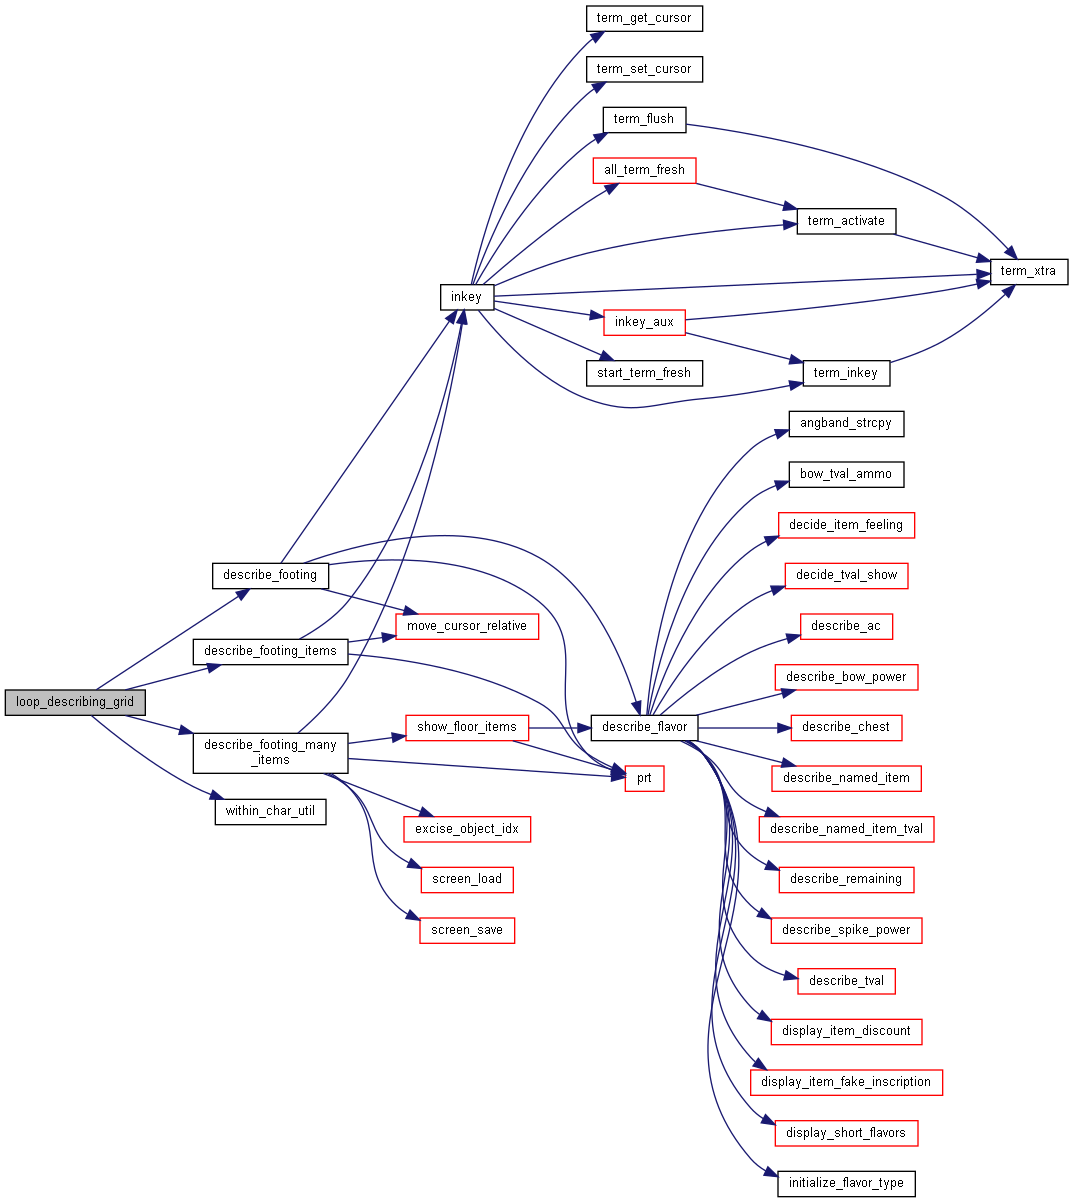 term_get_cursor
term_set_cursor
term_flush
all_term_fresh
term_activate
term_xtra
inkey
inkey_aux
start_term_fresh
term_inkey
angband_strcpy
bow_tval_ammo
decide_item_feeling
decide_tval_show
describe_footing
move_cursor_relative
describe_ac
describe_footing_items
describe_bow_power
loop_describing_grid
show_floor_items
describe_flavor
describe_chest
describe_footing_many
_items
prt
describe_named_item
within_char_util
excise_object_idx
describe_named_item_tval
screen_load
describe_remaining
screen_save
describe_spike_power
describe_tval
display_item_discount
display_item_fake_inscription
display_short_flavors
initialize_flavor_type